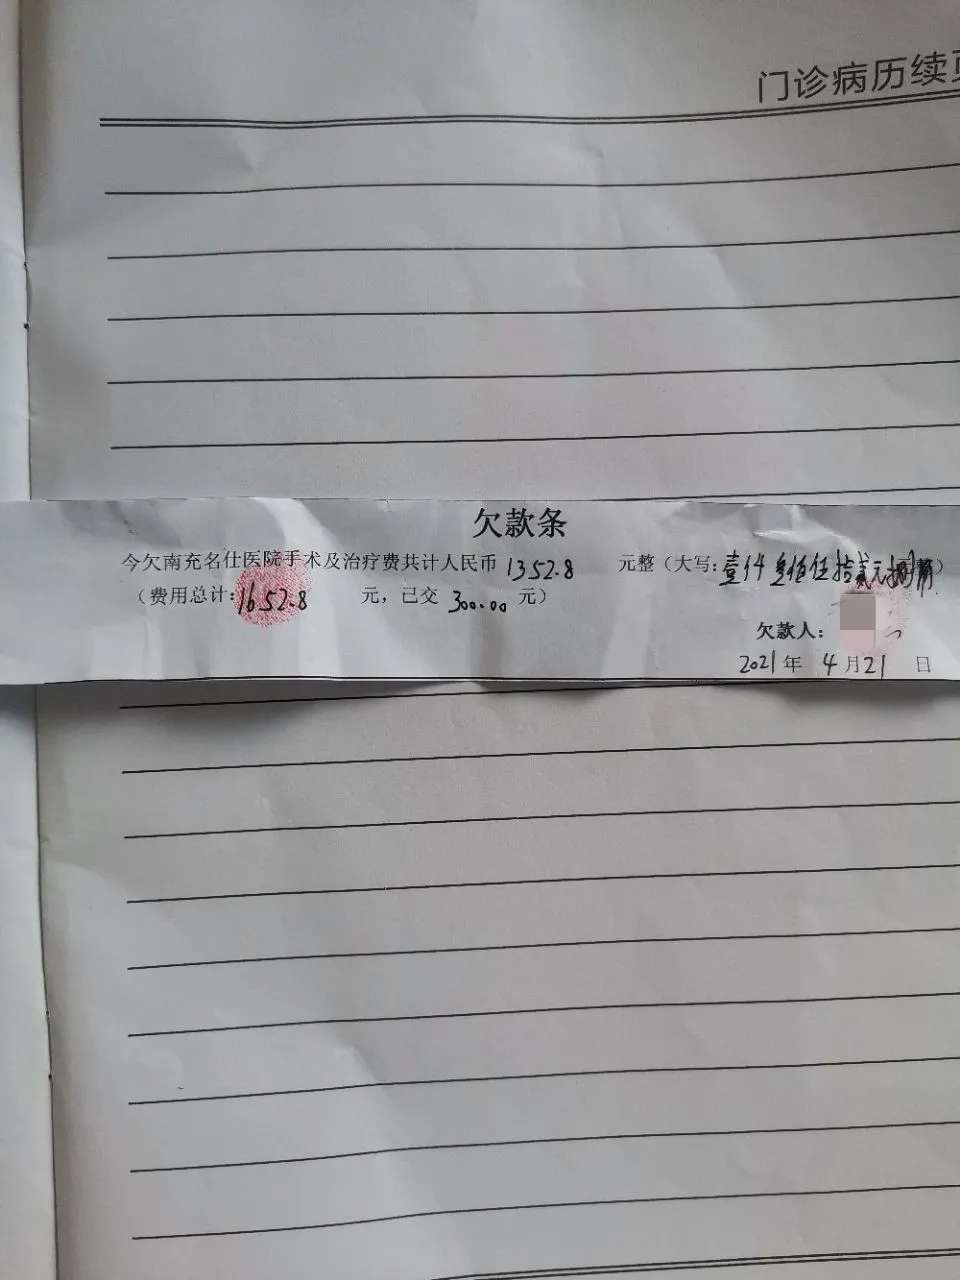 门诊病历续页
欠款条
今欠南充名仕医院手术及治疗费共计人民币 1352.8 元整（大写:壹仟叁佰伍拾贰元捌角）
（费用总计:1652.8 元，已交 300.00 元）
欠款人：
2021 年 4 月 21 日